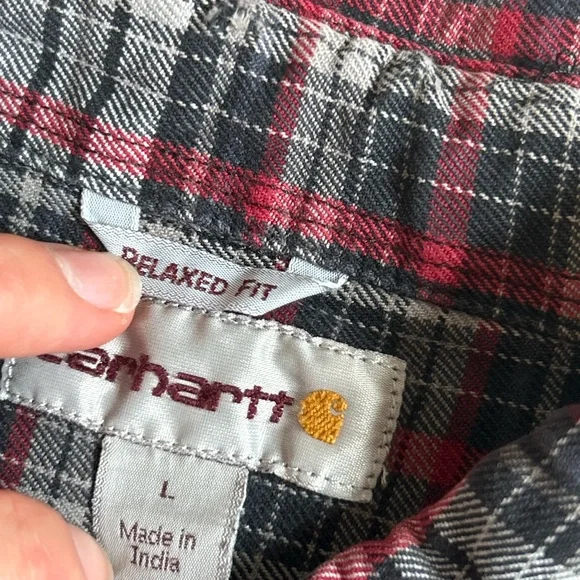 RELAXED FIT
carhartt
L
Made in
India